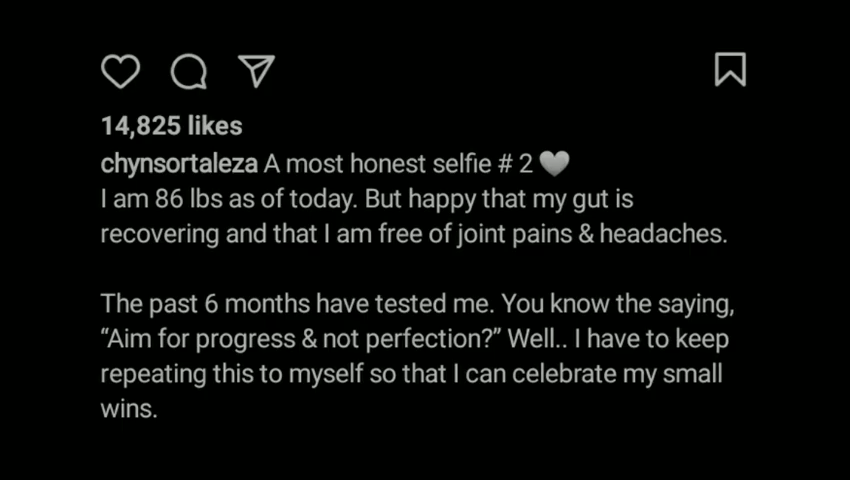 14,825 likes
chynsortaleza A most honest selfie # 2 🤍
I am 86 lbs as of today. But happy that my gut is
recovering and that I am free of joint pains & headaches.
The past 6 months have tested me. You know the saying,
“Aim for progress & not perfection?” Well.. I have to keep
repeating this to myself so that I can celebrate my small
wins.